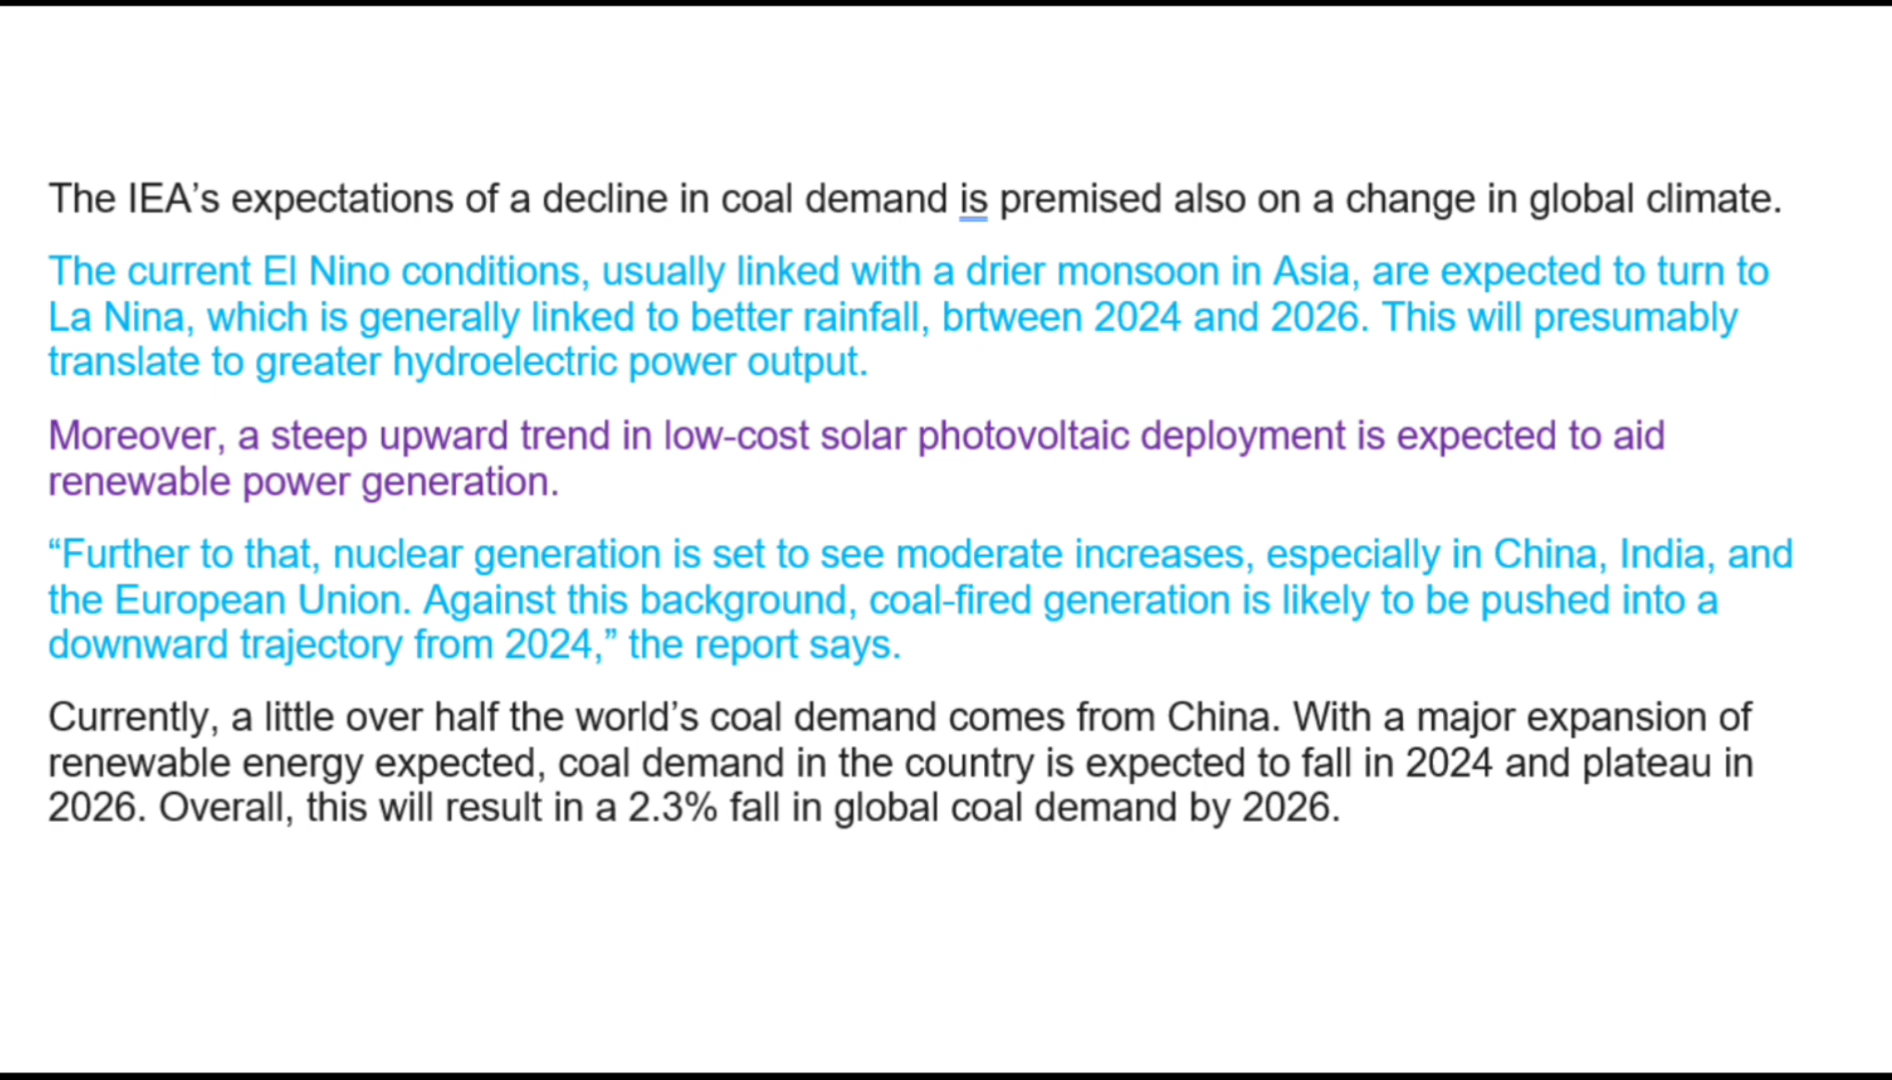 The IEA’s expectations of a decline in coal demand is premised also on a change in global climate.
The current El Nino conditions, usually linked with a drier monsoon in Asia, are expected to turn to
La Nina, which is generally linked to better rainfall, brtween 2024 and 2026. This will presumably
translate to greater hydroelectric power output.
Moreover, a steep upward trend in low-cost solar photovoltaic deployment is expected to aid
renewable power generation.
“Further to that, nuclear generation is set to see moderate increases, especially in China, India, and
the European Union. Against this background, coal-fired generation is likely to be pushed into a
downward trajectory from 2024,” the report says.
Currently, a little over half the world’s coal demand comes from China. With a major expansion of
renewable energy expected, coal demand in the country is expected to fall in 2024 and plateau in
2026. Overall, this will result in a 2.3% fall in global coal demand by 2026.